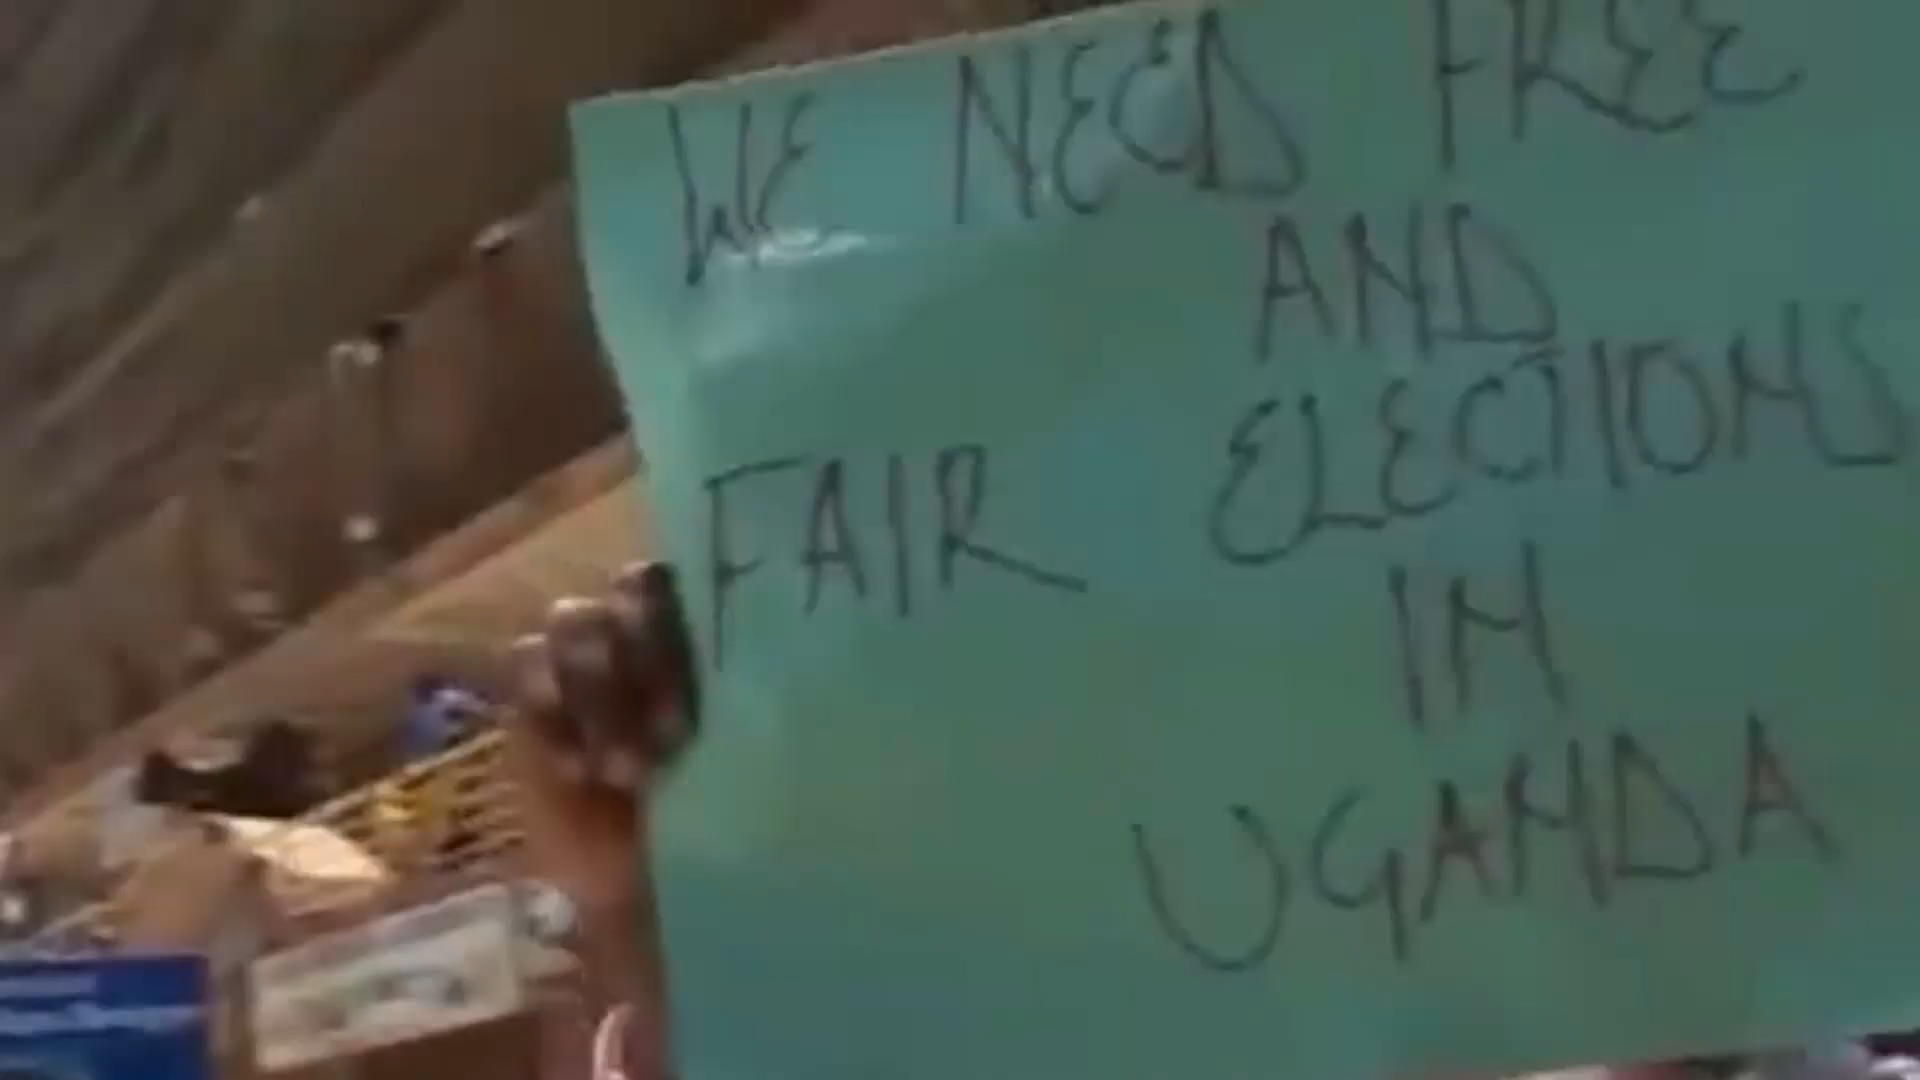 WE NEED FREE
AND
FAIR ELECTIONS
IN
UGANDA